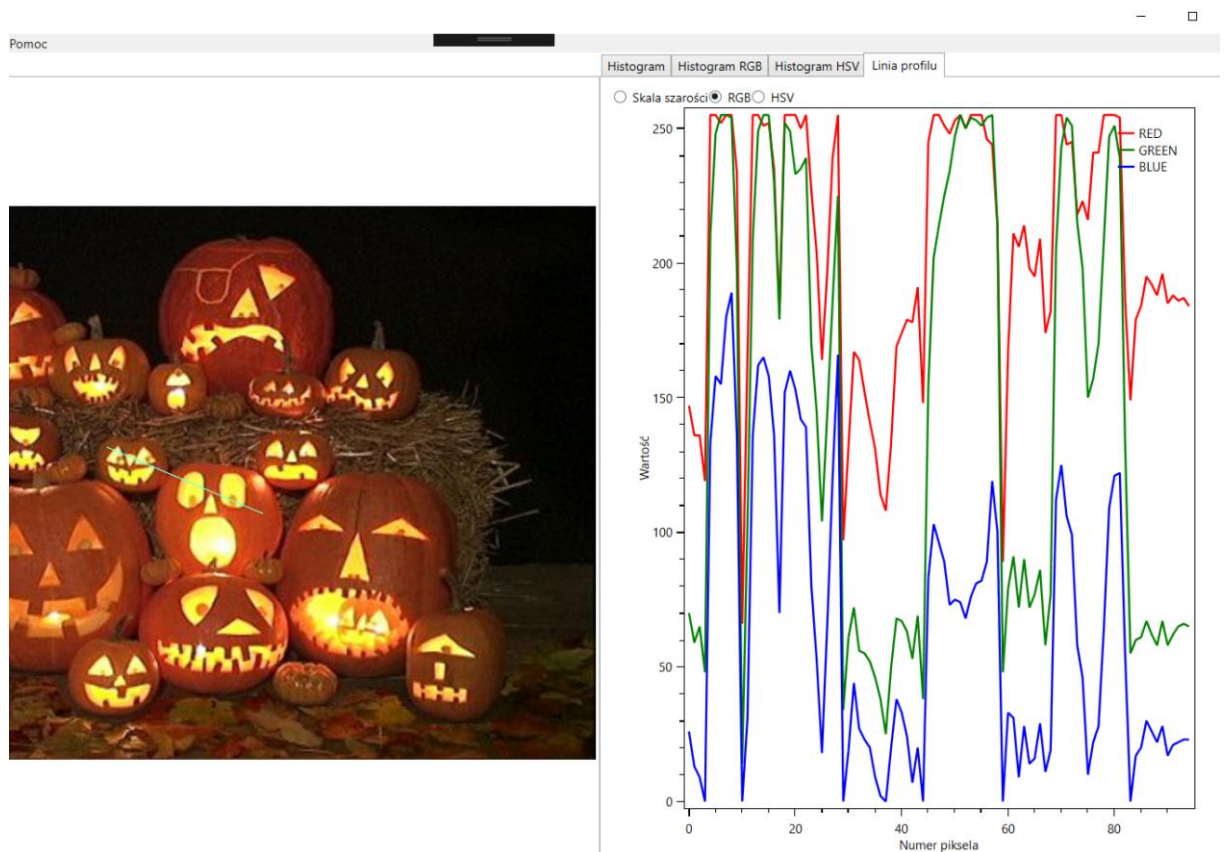 Pomoc
Histogram Histogram RGB Histogram HSV Linia profilu
Skala szarości RGB HSV
RED
GREEN
BLUE
250
200
150
100
50
0
Wartość
0 20 40 60 80
Numer piksela